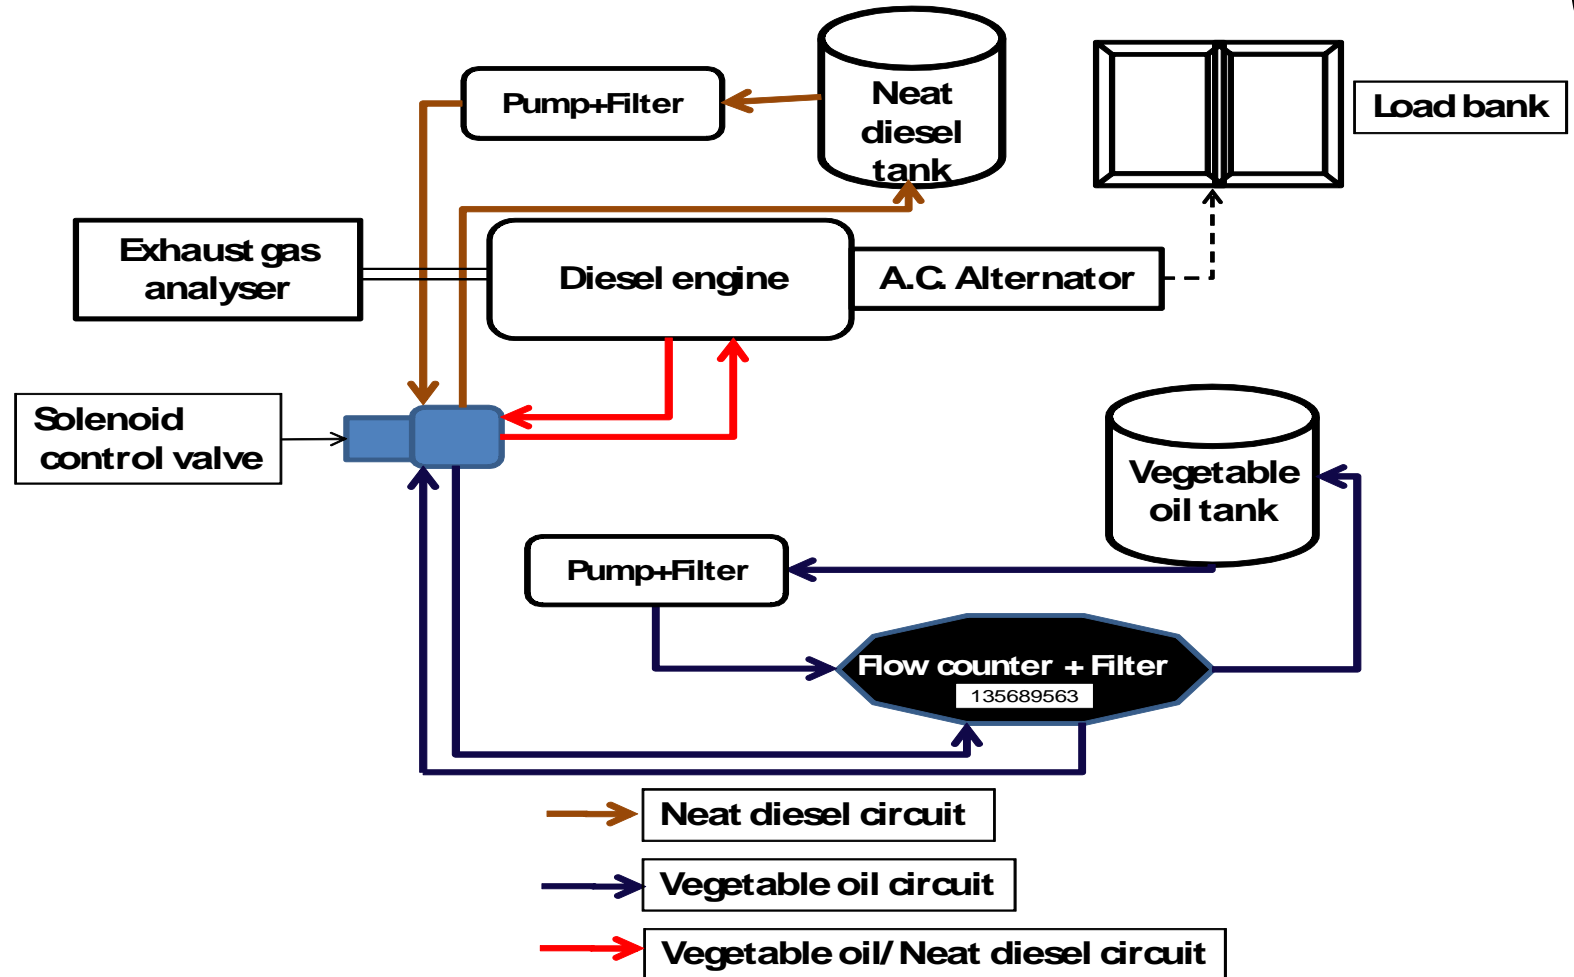 Pump+Filter
Neat
diesel
tank
Load bank
Exhaust gas
analyser
Diesel engine
A.C. Alternator
Solenoid
control valve
Vegetable
oil tank
Pump+Filter
Flow counter + Filter
135689563
Neat diesel circuit
Vegetable oil circuit
Vegetable oil/ Neat diesel circuit